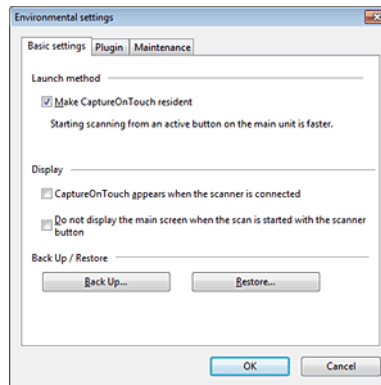 Environmental settings
Basic settings Plugin Maintenance
Launch method
Make CaptureOnTouch resident
Starting scanning from an active button on the main unit is faster.
Display
CaptureOnTouch appears when the scanner is connected
Do not display the main screen when the scan is started with the scanner
button
Back Up / Restore
Back Up... Restore...
OK Cancel